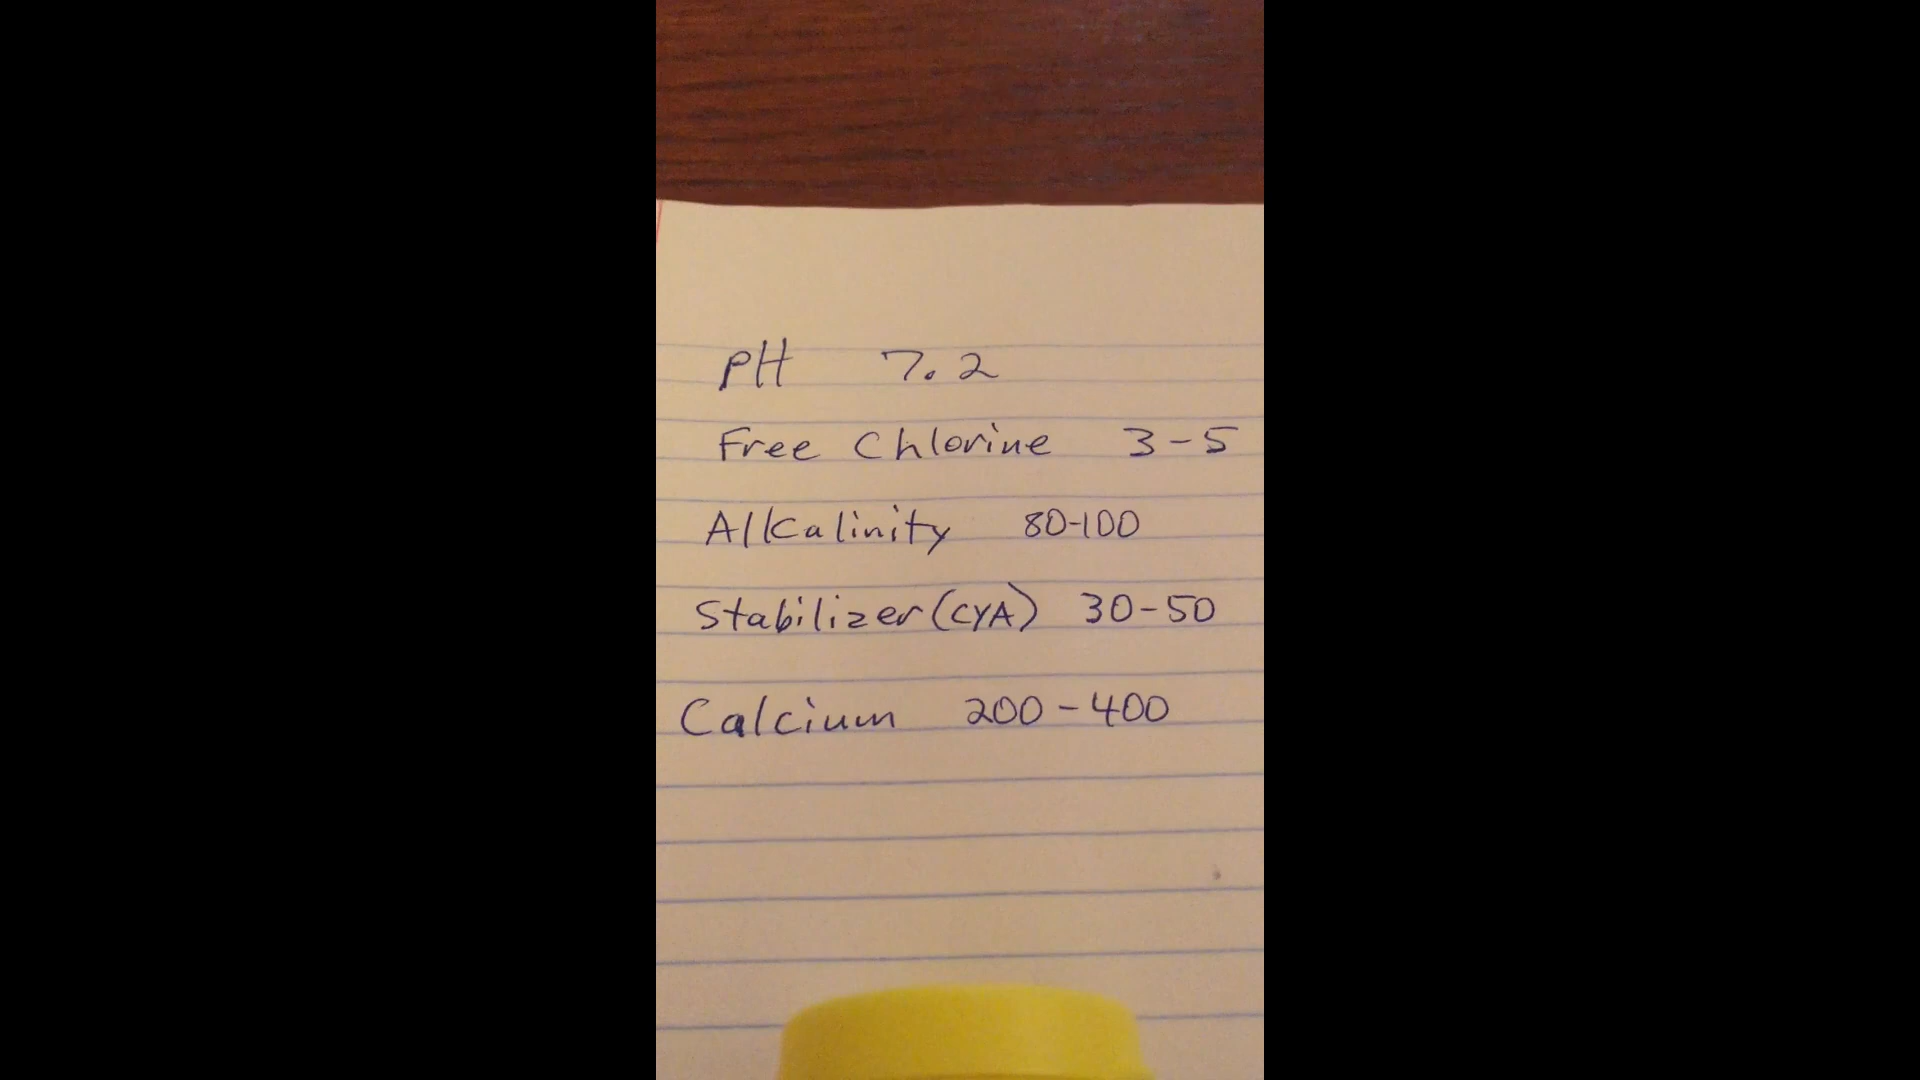 pH 7.2
Free Chlorine 3-5
Alkalinity 80-100
Stabilizer (CYA) 30-50
Calcium 200-400